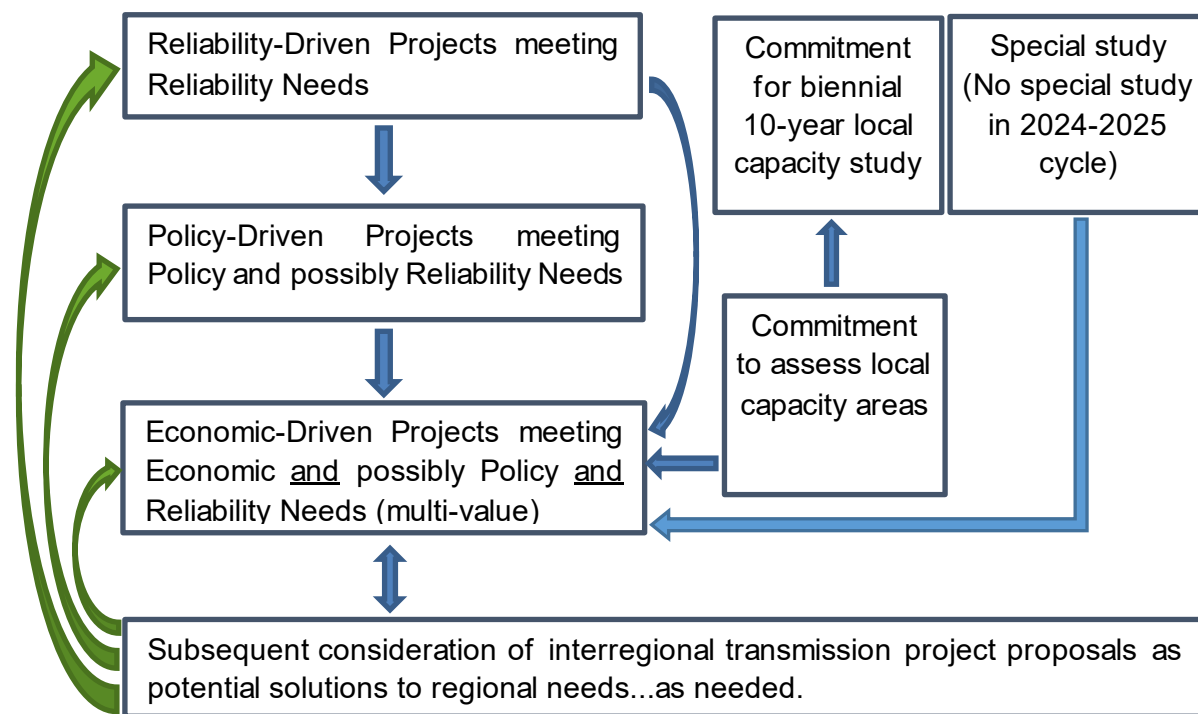 Reliability-Driven Projects meeting
Reliability Needs
Commitment
for biennial
10-year local
capacity study
Special study
(No special study
in 2024-2025
cycle)
Policy-Driven Projects meeting
Policy and possibly Reliability Needs
Commitment
to assess local
capacity areas
Economic-Driven Projects meeting
Economic and possibly Policy and
Reliability Needs (multi-value)
Subsequent consideration of interregional transmission project proposals as
potential solutions to regional needs...as needed.